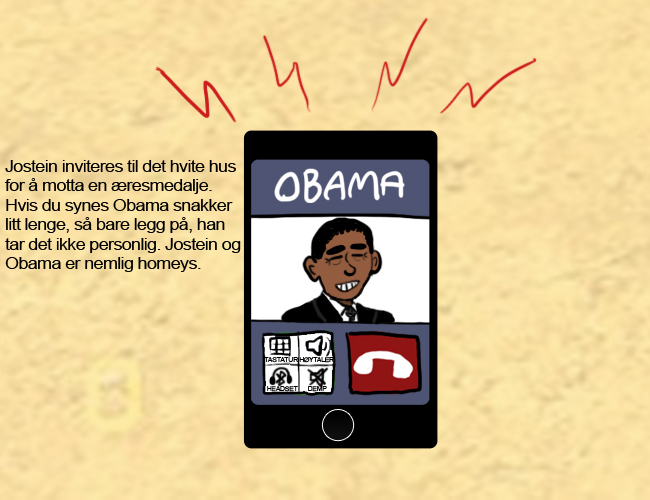 Jostein inviteres til det hvite hus
for å motta en æresmedalje.
Hvis du synes Obama snakker
litt lenge, så bare legg på, han
tar det ikke personlig. Jostein og
Obama er nemlig homeys.
OBAMA
TASTATUR HØYTALER
HEADSET DEMP